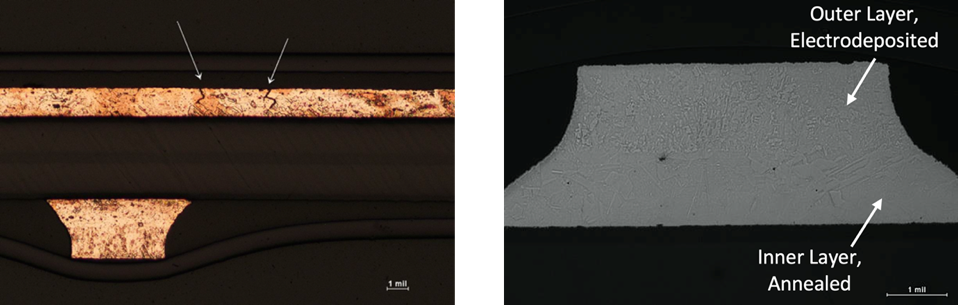 1 mil
Outer Layer,
Electrodeposited
Inner Layer,
Annealed
1 mil